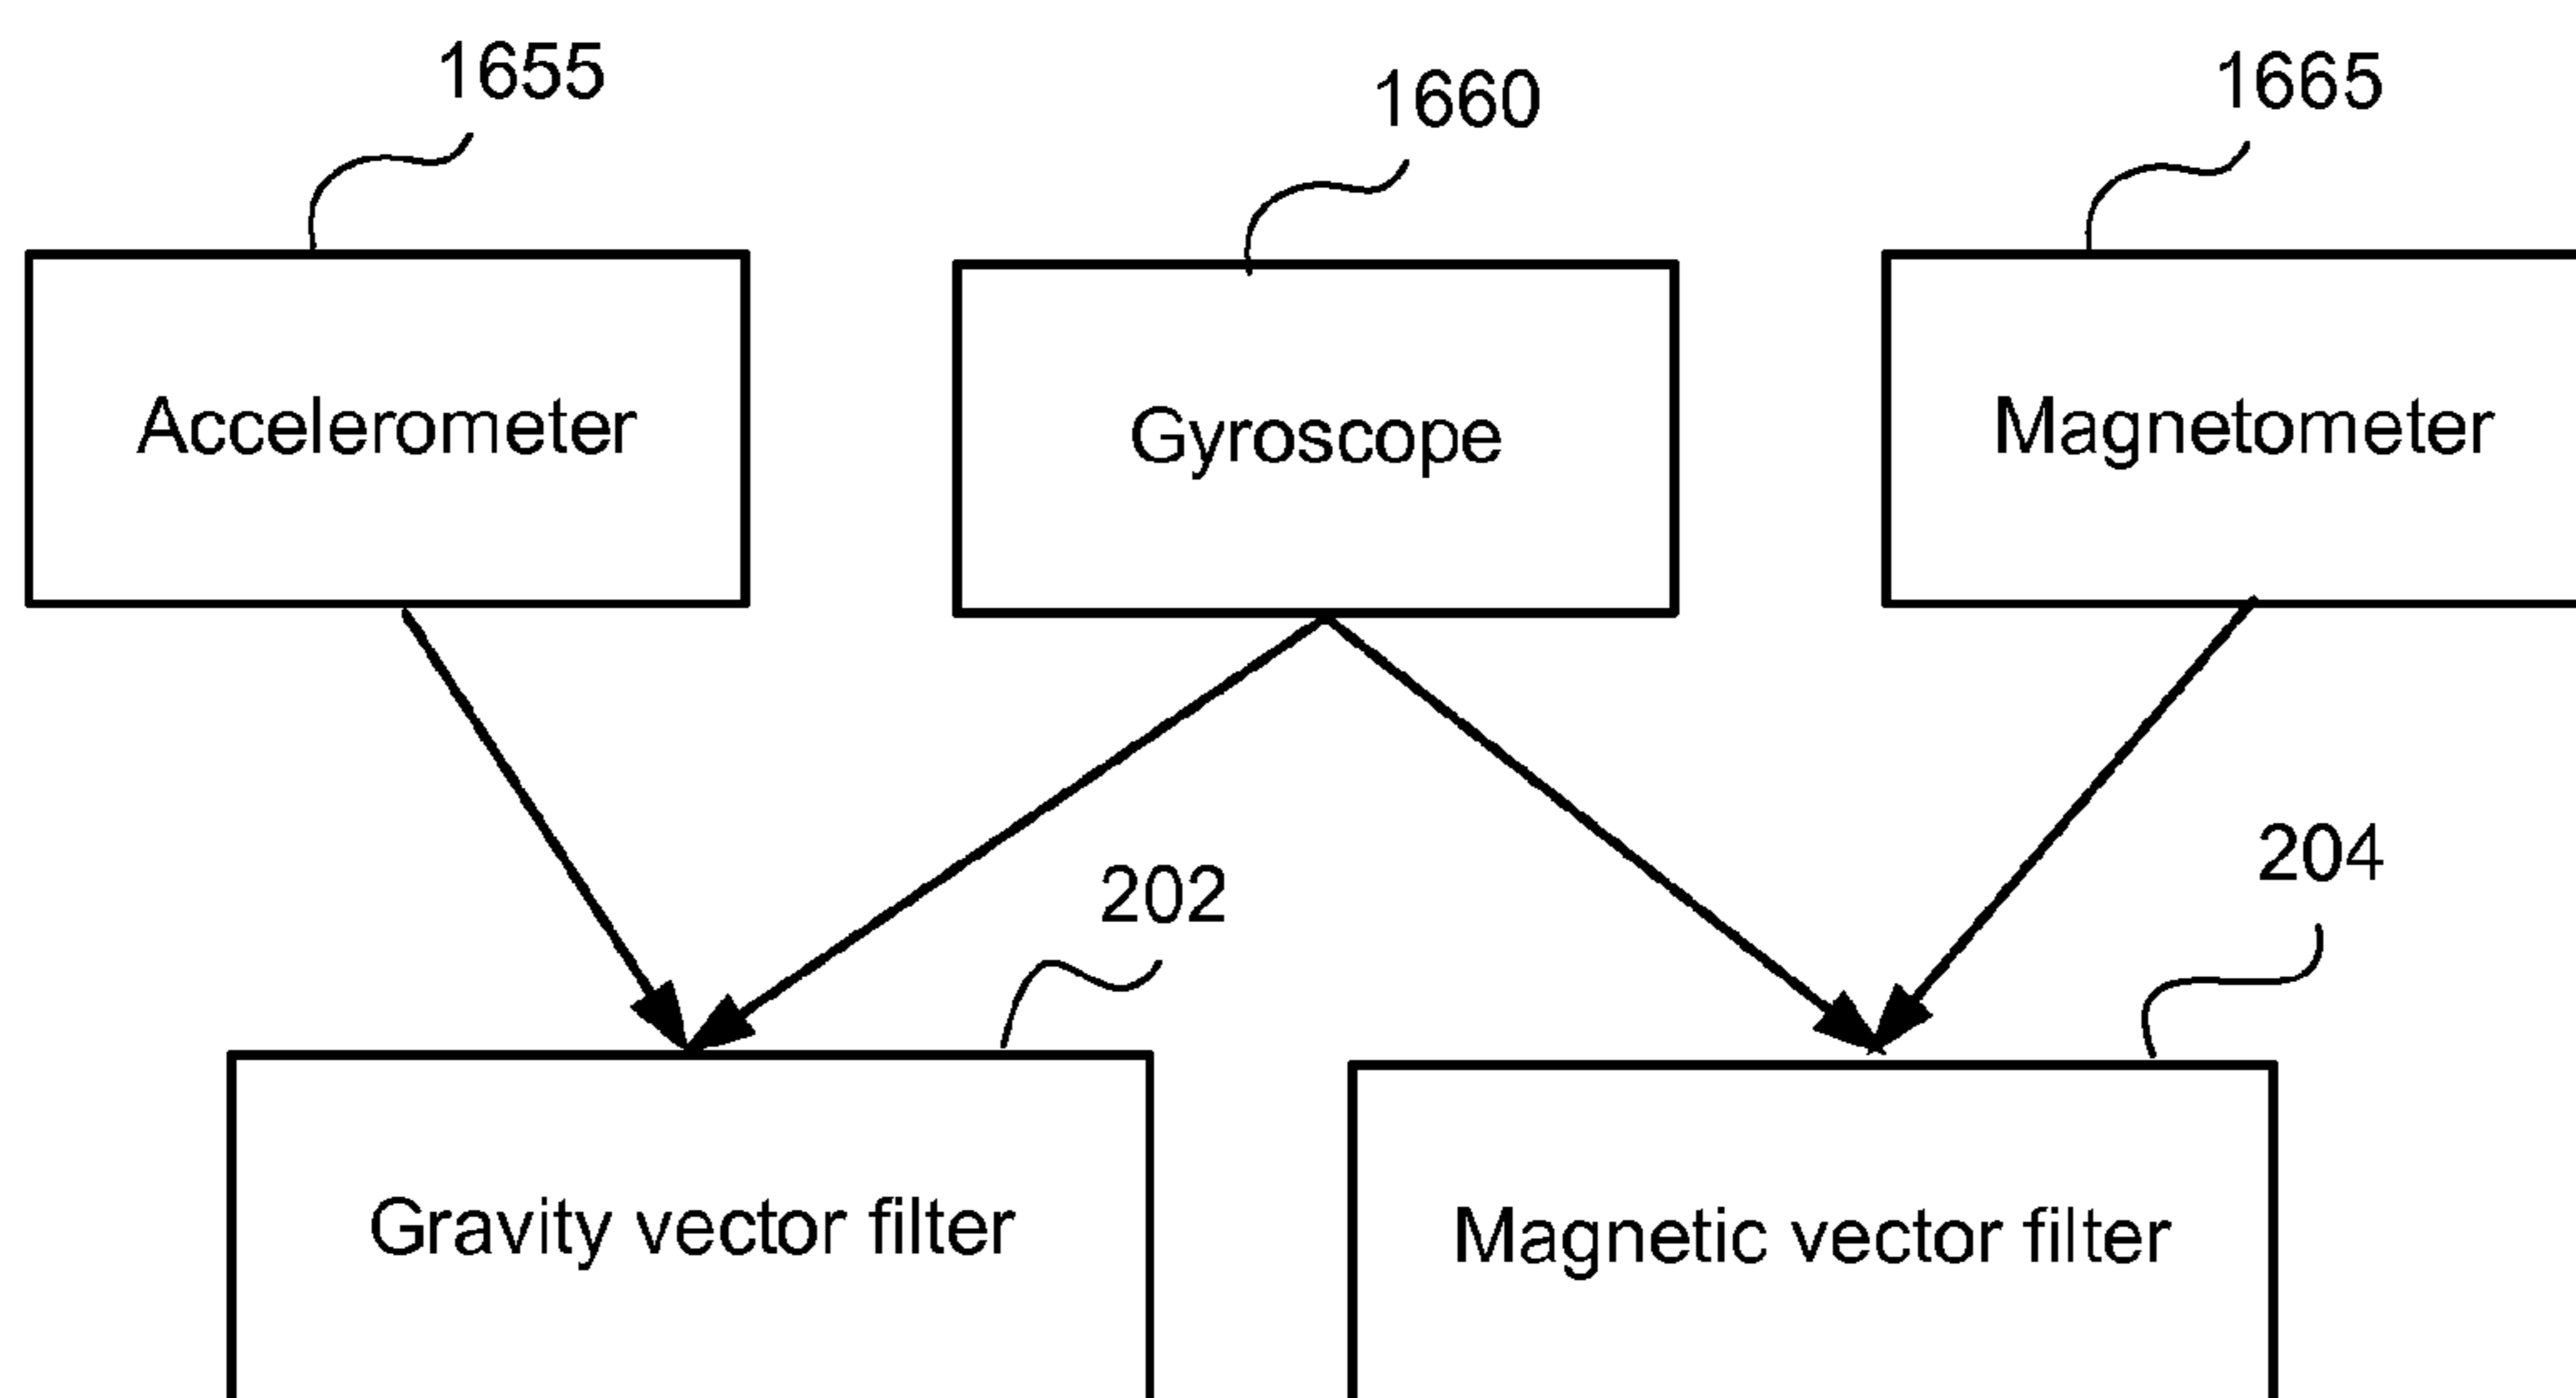 1655
1660
1665
Accelerometer
Gyroscope
Magnetometer
202
204
Gravity vector filter
Magnetic vector filter